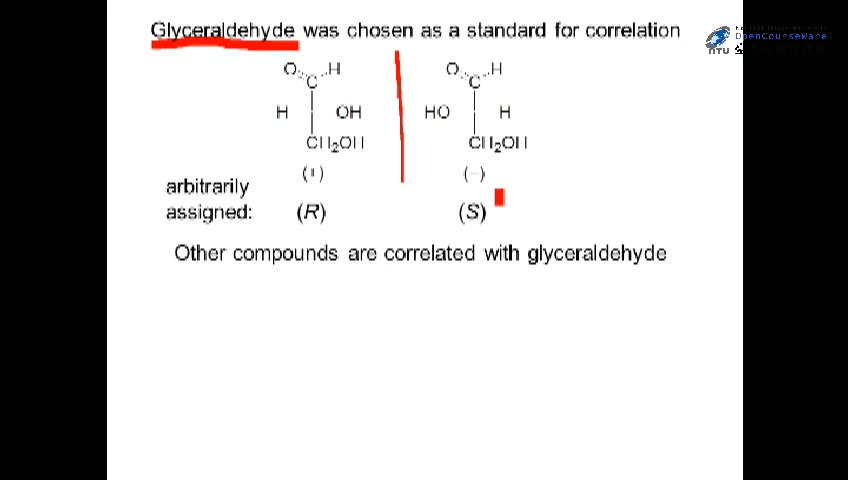 Glyceraldehyde was chosen as a standard for correlation
OpenCourseWare
NTU
O H O H
C C
H OH HO H
CH2OH CH2OH
(+) (−)
arbitrarily
assigned: (R) (S)
Other compounds are correlated with glyceraldehyde